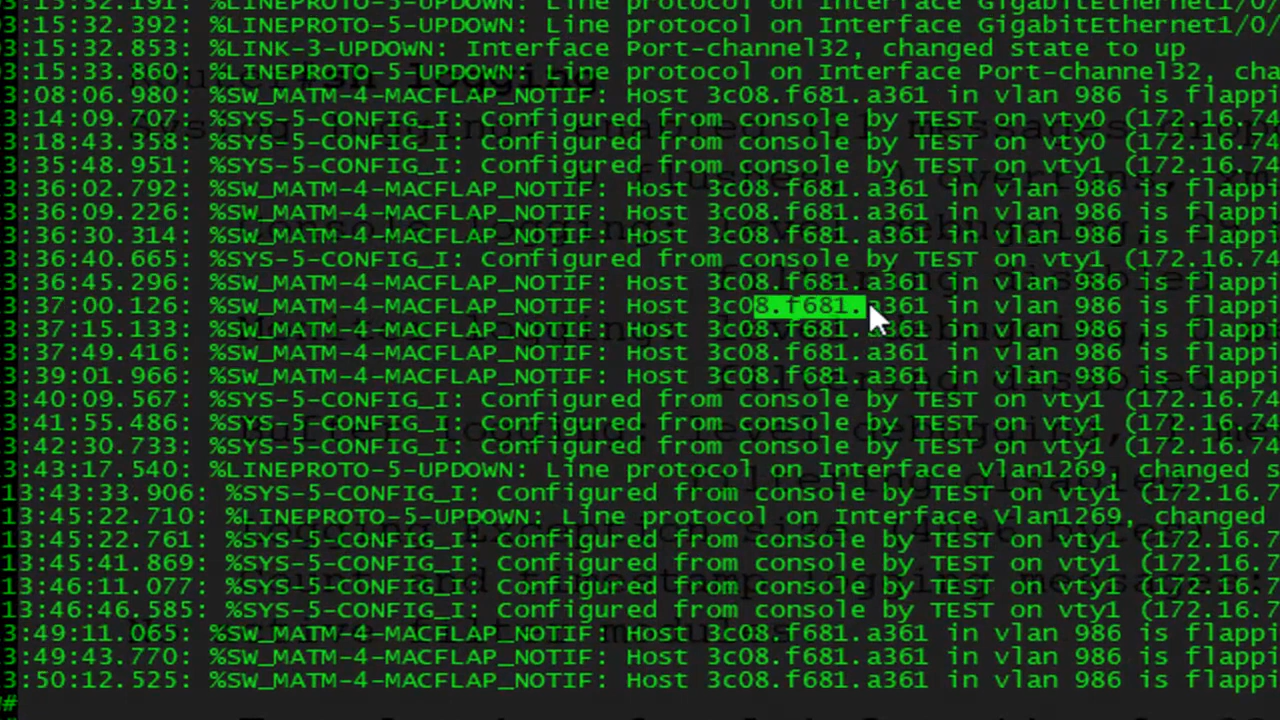 3:15:32.191: %LINEPROTO-5-UPDOWN: Line protocol on Interface GigabitEthernet1/0/
3:15:32.392: %LINEPROTO-5-UPDOWN: Line protocol on Interface GigabitEthernet1/0/
3:15:32.853: %LINK-3-UPDOWN: Interface Port-channel32, changed state to up
3:15:33.860: %LINEPROTO-5-UPDOWN: Line protocol on Interface Port-channel32, cha
3:08:06.980: %SW_MATM-4-MACFLAP_NOTIF: Host 3c08.f681.a361 in vlan 986 is flappi
3:14:09.707: %SYS-5-CONFIG_I: Configured from console by TEST on vty0 (172.16.74
3:18:43.358: %SYS-5-CONFIG_I: Configured from console by TEST on vty0 (172.16.74
3:35:48.951: %SYS-5-CONFIG_I: Configured from console by TEST on vty1 (172.16.74
3:36:02.792: %SW_MATM-4-MACFLAP_NOTIF: Host 3c08.f681.a361 in vlan 986 is flappi
3:36:09.226: %SW_MATM-4-MACFLAP_NOTIF: Host 3c08.f681.a361 in vlan 986 is flappi
3:36:30.314: %SW_MATM-4-MACFLAP_NOTIF: Host 3c08.f681.a361 in vlan 986 is flappi
3:36:40.665: %SYS-5-CONFIG_I: Configured from console by TEST on vty1 (172.16.74
3:36:45.296: %SW_MATM-4-MACFLAP_NOTIF: Host 3c08.f681.a361 in vlan 986 is flappi
3:37:00.126: %SW_MATM-4-MACFLAP_NOTIF: Host 3c08.f681.a361 in vlan 986 is flappi
3:37:15.133: %SW_MATM-4-MACFLAP_NOTIF: Host 3c08.f681.a361 in vlan 986 is flappi
3:37:49.416: %SW_MATM-4-MACFLAP_NOTIF: Host 3c08.f681.a361 in vlan 986 is flappi
3:39:01.966: %SW_MATM-4-MACFLAP_NOTIF: Host 3c08.f681.a361 in vlan 986 is flappi
3:40:09.567: %SYS-5-CONFIG_I: Configured from console by TEST on vty1 (172.16.74
3:41:55.486: %SYS-5-CONFIG_I: Configured from console by TEST on vty1 (172.16.74
3:42:30.733: %SYS-5-CONFIG_I: Configured from console by TEST on vty1 (172.16.74
3:43:17.540: %LINEPROTO-5-UPDOWN: Line protocol on Interface Vlan1269, changed s
13:43:33.906: %SYS-5-CONFIG_I: Configured from console by TEST on vty1 (172.16.7
13:45:22.710: %LINEPROTO-5-UPDOWN: Line protocol on Interface Vlan1269, changed
13:45:22.761: %SYS-5-CONFIG_I: Configured from console by TEST on vty1 (172.16.7
13:45:41.869: %SYS-5-CONFIG_I: Configured from console by TEST on vty1 (172.16.7
13:46:11.077: %SYS-5-CONFIG_I: Configured from console by TEST on vty1 (172.16.7
13:46:46.585: %SYS-5-CONFIG_I: Configured from console by TEST on vty1 (172.16.7
3:49:11.065: %SW_MATM-4-MACFLAP_NOTIF: Host 3c08.f681.a361 in vlan 986 is flappi
3:49:43.770: %SW_MATM-4-MACFLAP_NOTIF: Host 3c08.f681.a361 in vlan 986 is flappi
3:50:12.525: %SW_MATM-4-MACFLAP_NOTIF: Host 3c08.f681.a361 in vlan 986 is flappi
#